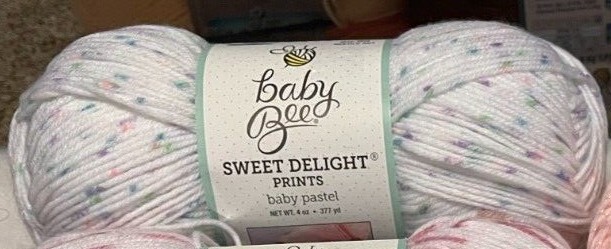 baby
Bee®
SWEET DELIGHT®
PRINTS
baby pastel
NET WT. 4 oz • 377 yd